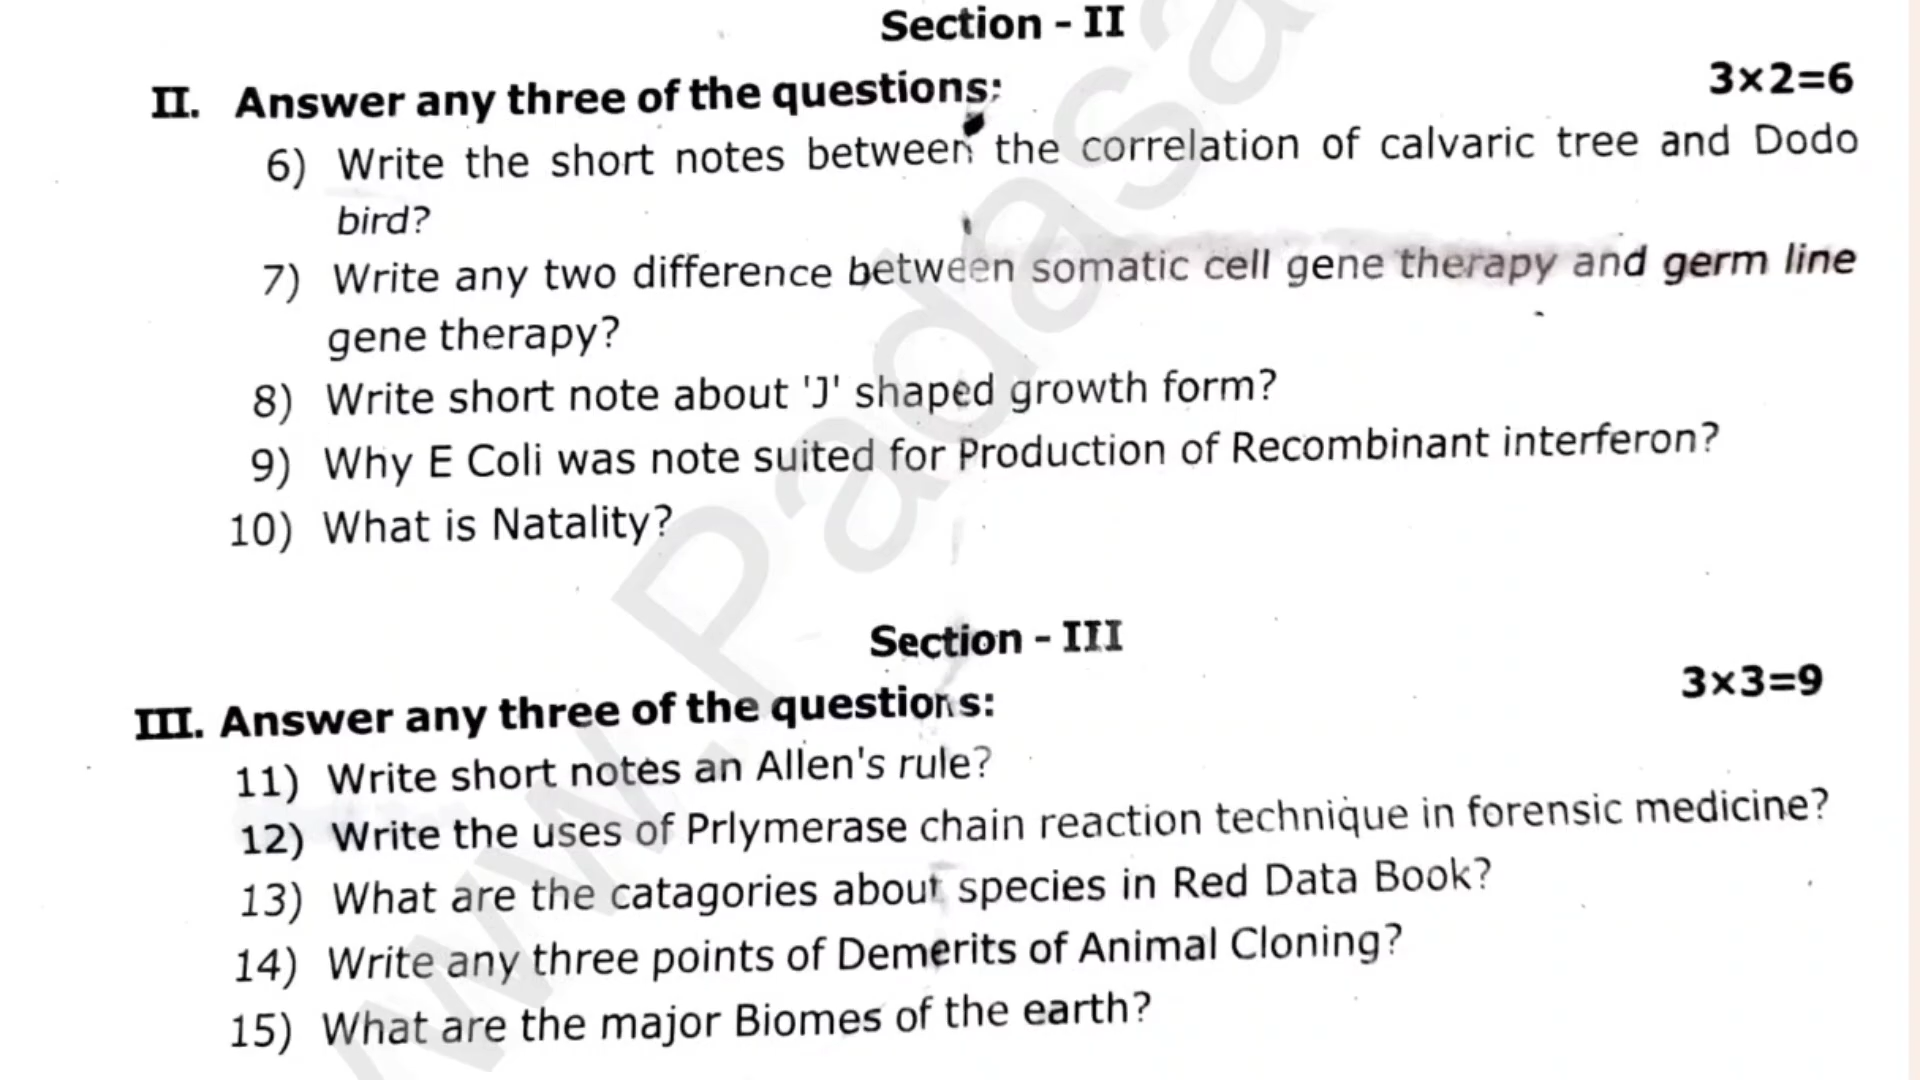 Section - II
II. Answer any three of the questions: 3×2=6
6) Write the short notes between the correlation of calvaric tree and Dodo
bird?
7) Write any two difference between somatic cell gene therapy and germ line
gene therapy?
8) Write short note about 'J' shaped growth form?
9) Why E Coli was note suited for Production of Recombinant interferon?
10) What is Natality?
Section - III
III. Answer any three of the questions: 3×3=9
11) Write short notes an Allen's rule?
12) Write the uses of Prlymerase chain reaction technique in forensic medicine?
13) What are the catagories about species in Red Data Book?
14) Write any three points of Demerits of Animal Cloning?
15) What are the major Biomes of the earth?